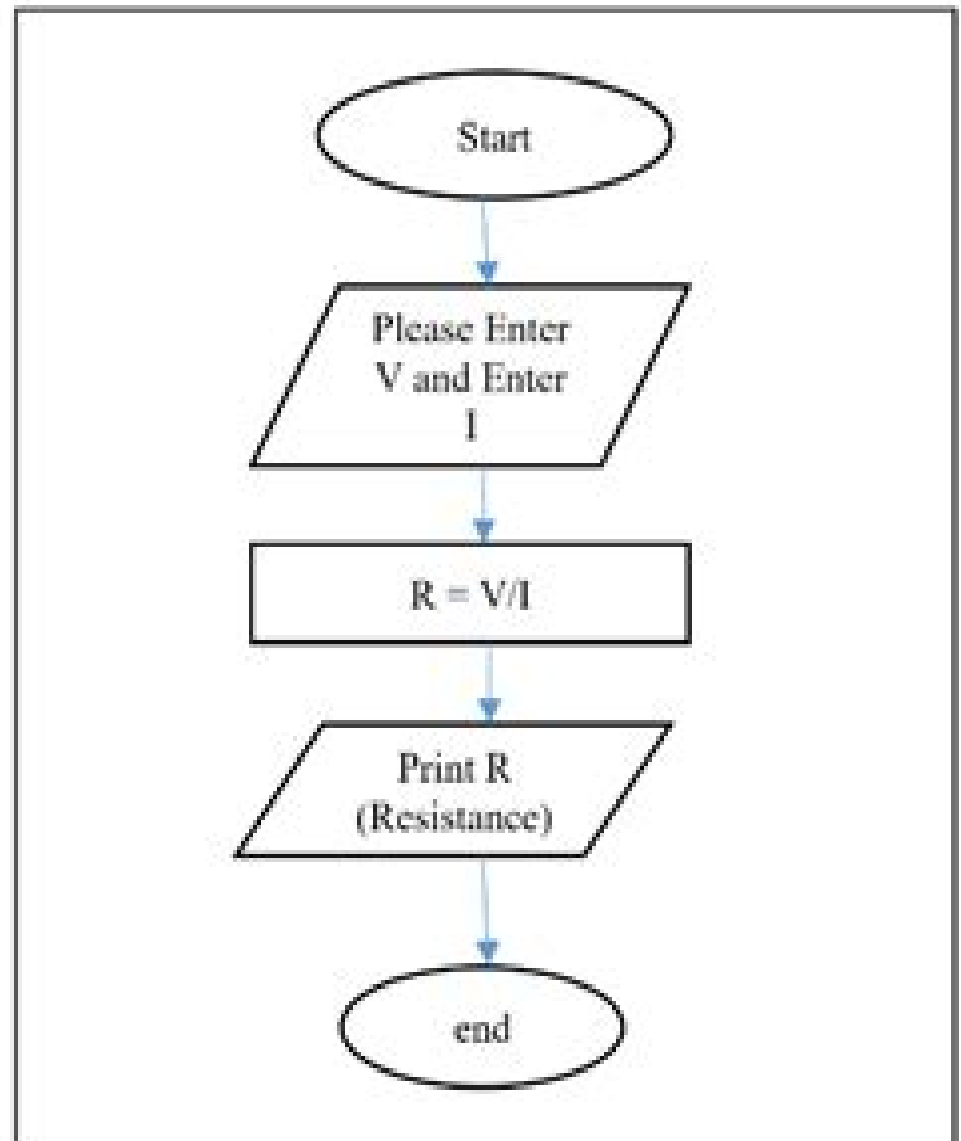 Start
Please Enter
V and Enter
I
R = V/I
Print R
(Resistance)
end